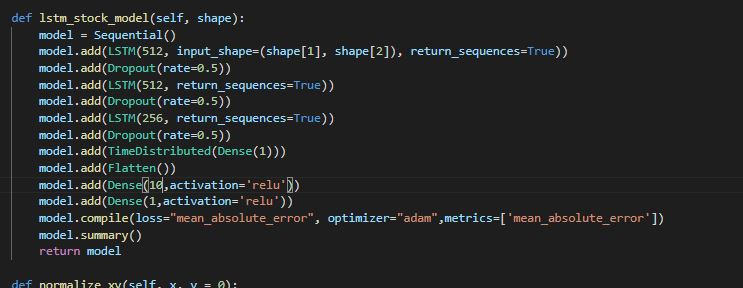 def lstm_stock_model(self, shape):
    model = Sequential()
    model.add(LSTM(512, input_shape=(shape[1], shape[2]), return_sequences=True))
    model.add(Dropout(rate=0.5))
    model.add(LSTM(512, return_sequences=True))
    model.add(Dropout(rate=0.5))
    model.add(LSTM(256, return_sequences=True))
    model.add(Dropout(rate=0.5))
    model.add(TimeDistributed(Dense(1)))
    model.add(Flatten())
    model.add(Dense(10,activation='relu'))
    model.add(Dense(1,activation='relu'))
    model.compile(loss="mean_absolute_error", optimizer="adam",metrics=['mean_absolute_error'])
    model.summary()
    return model
def normalize_xy(self, x, y = 0):